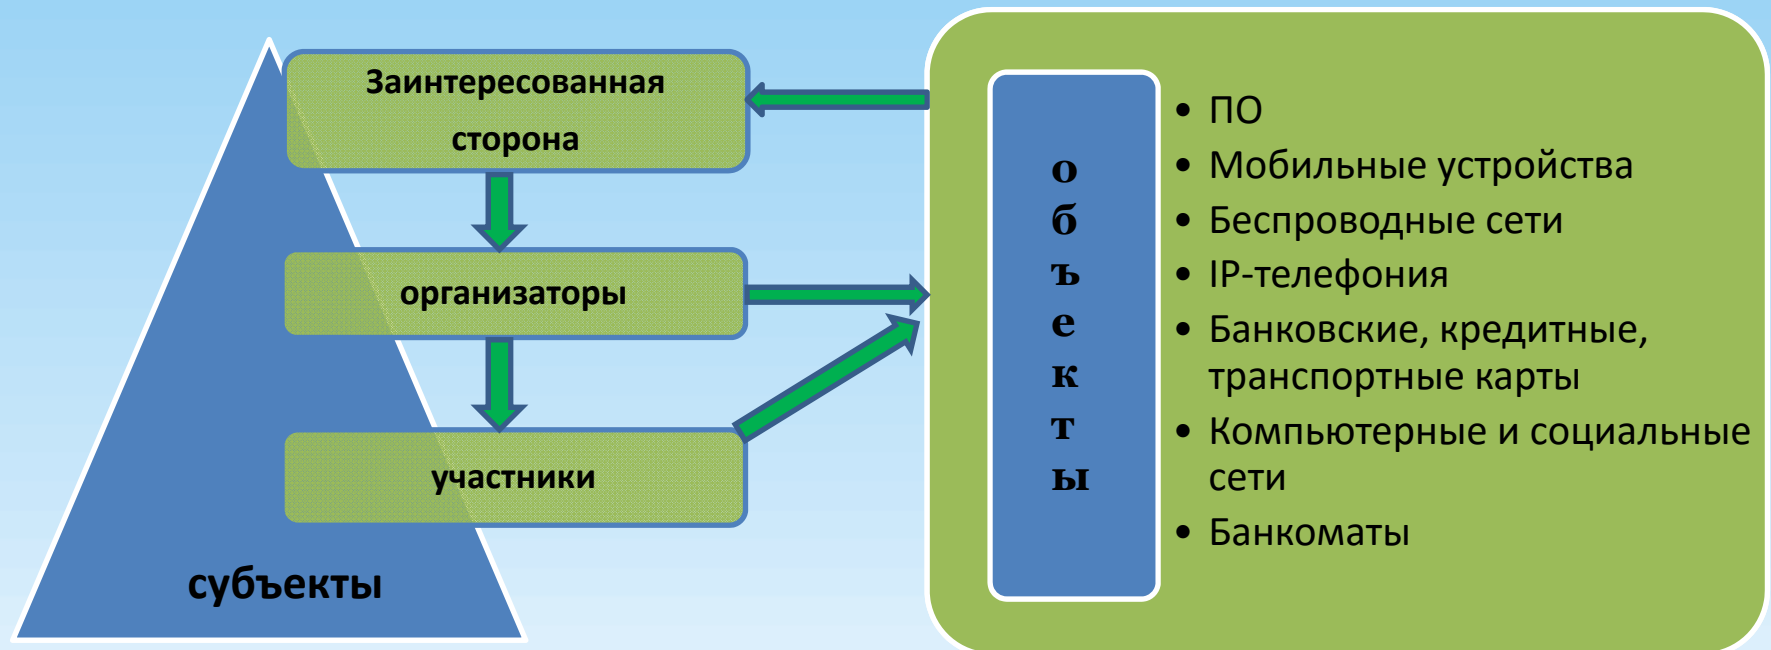 Заинтересованная
сторона
организаторы
участники
субъекты
о
б
ъ
е
к
т
ы
• ПО
• Мобильные устройства
• Беспроводные сети
• IP-телефония
• Банковские, кредитные,
транспортные карты
• Компьютерные и социальные
сети
• Банкоматы